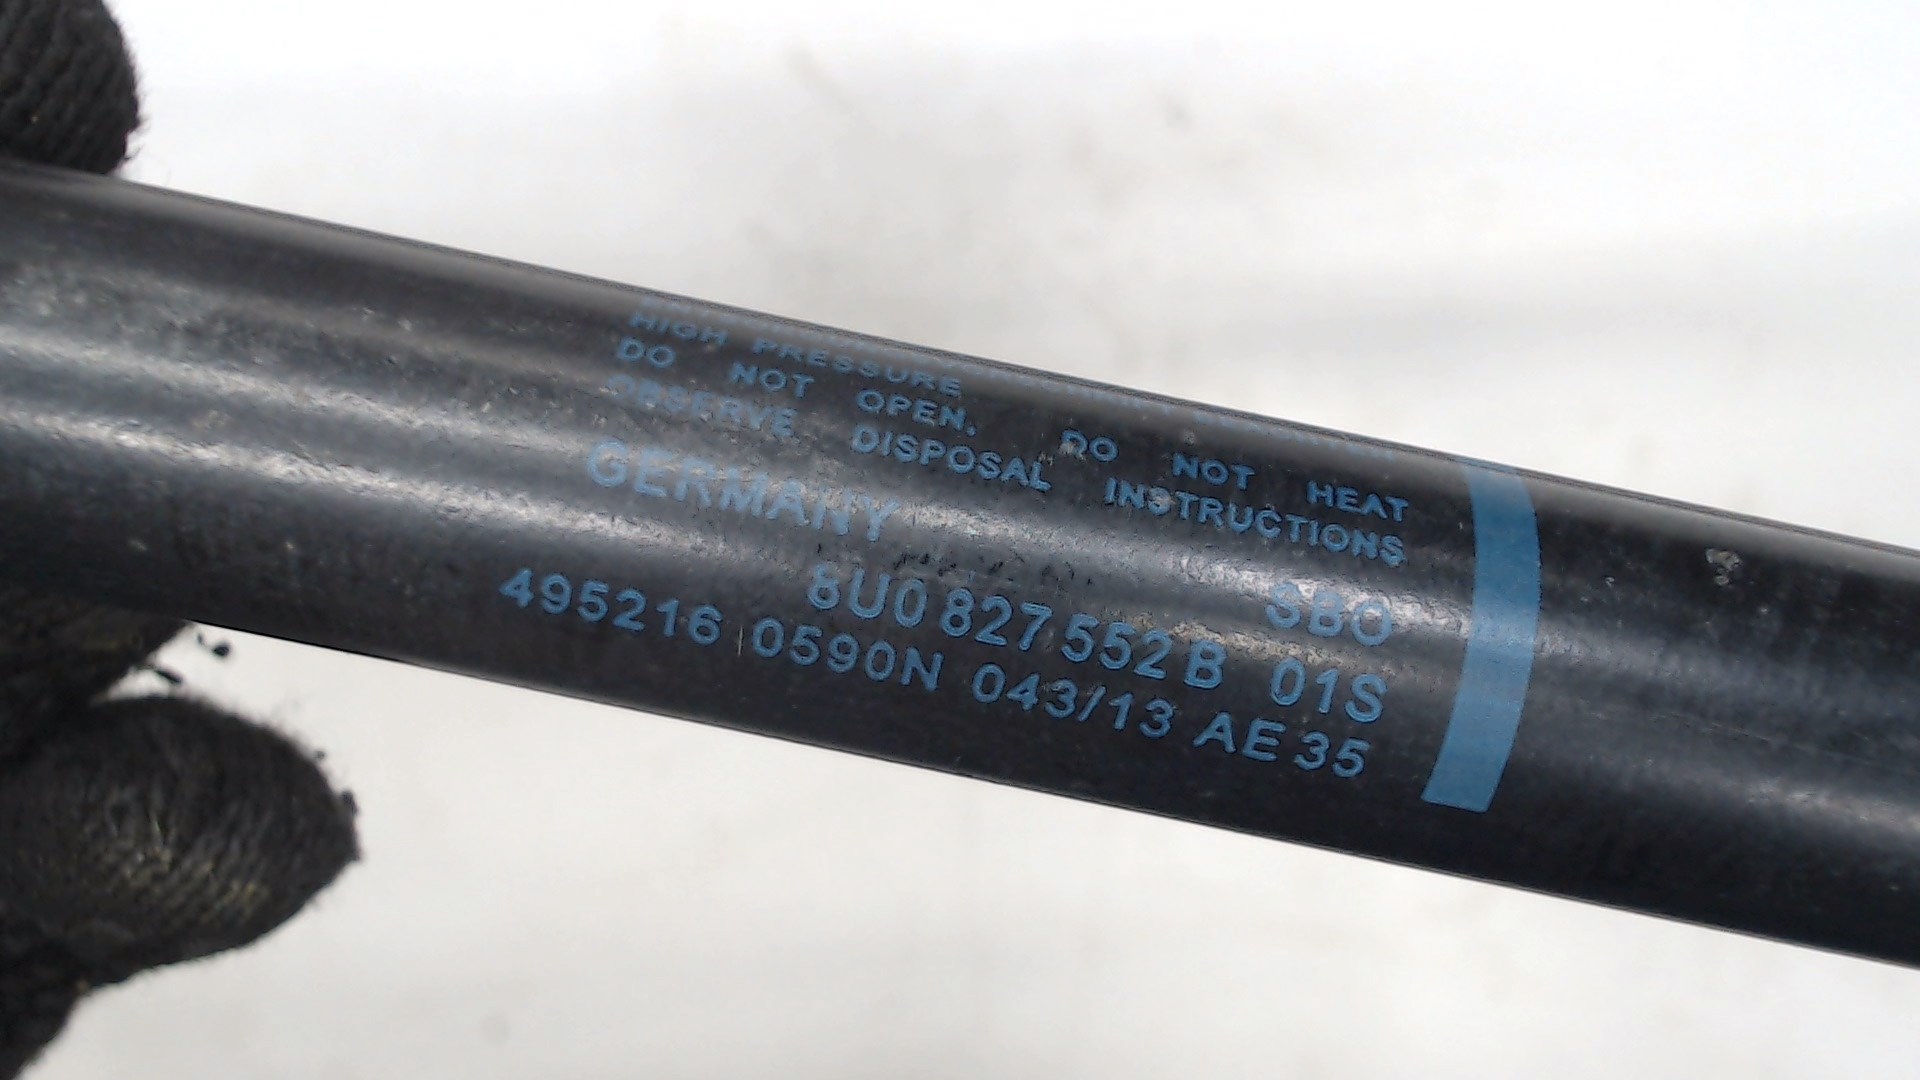 HIGH PRESSURE
DO NOT OPEN. DO NOT HEAT
OBSERVE DISPOSAL INSTRUCTIONS
GERMANY SBO
8U0 827 552 B 01S
495216 0590N 043/13 AE 35